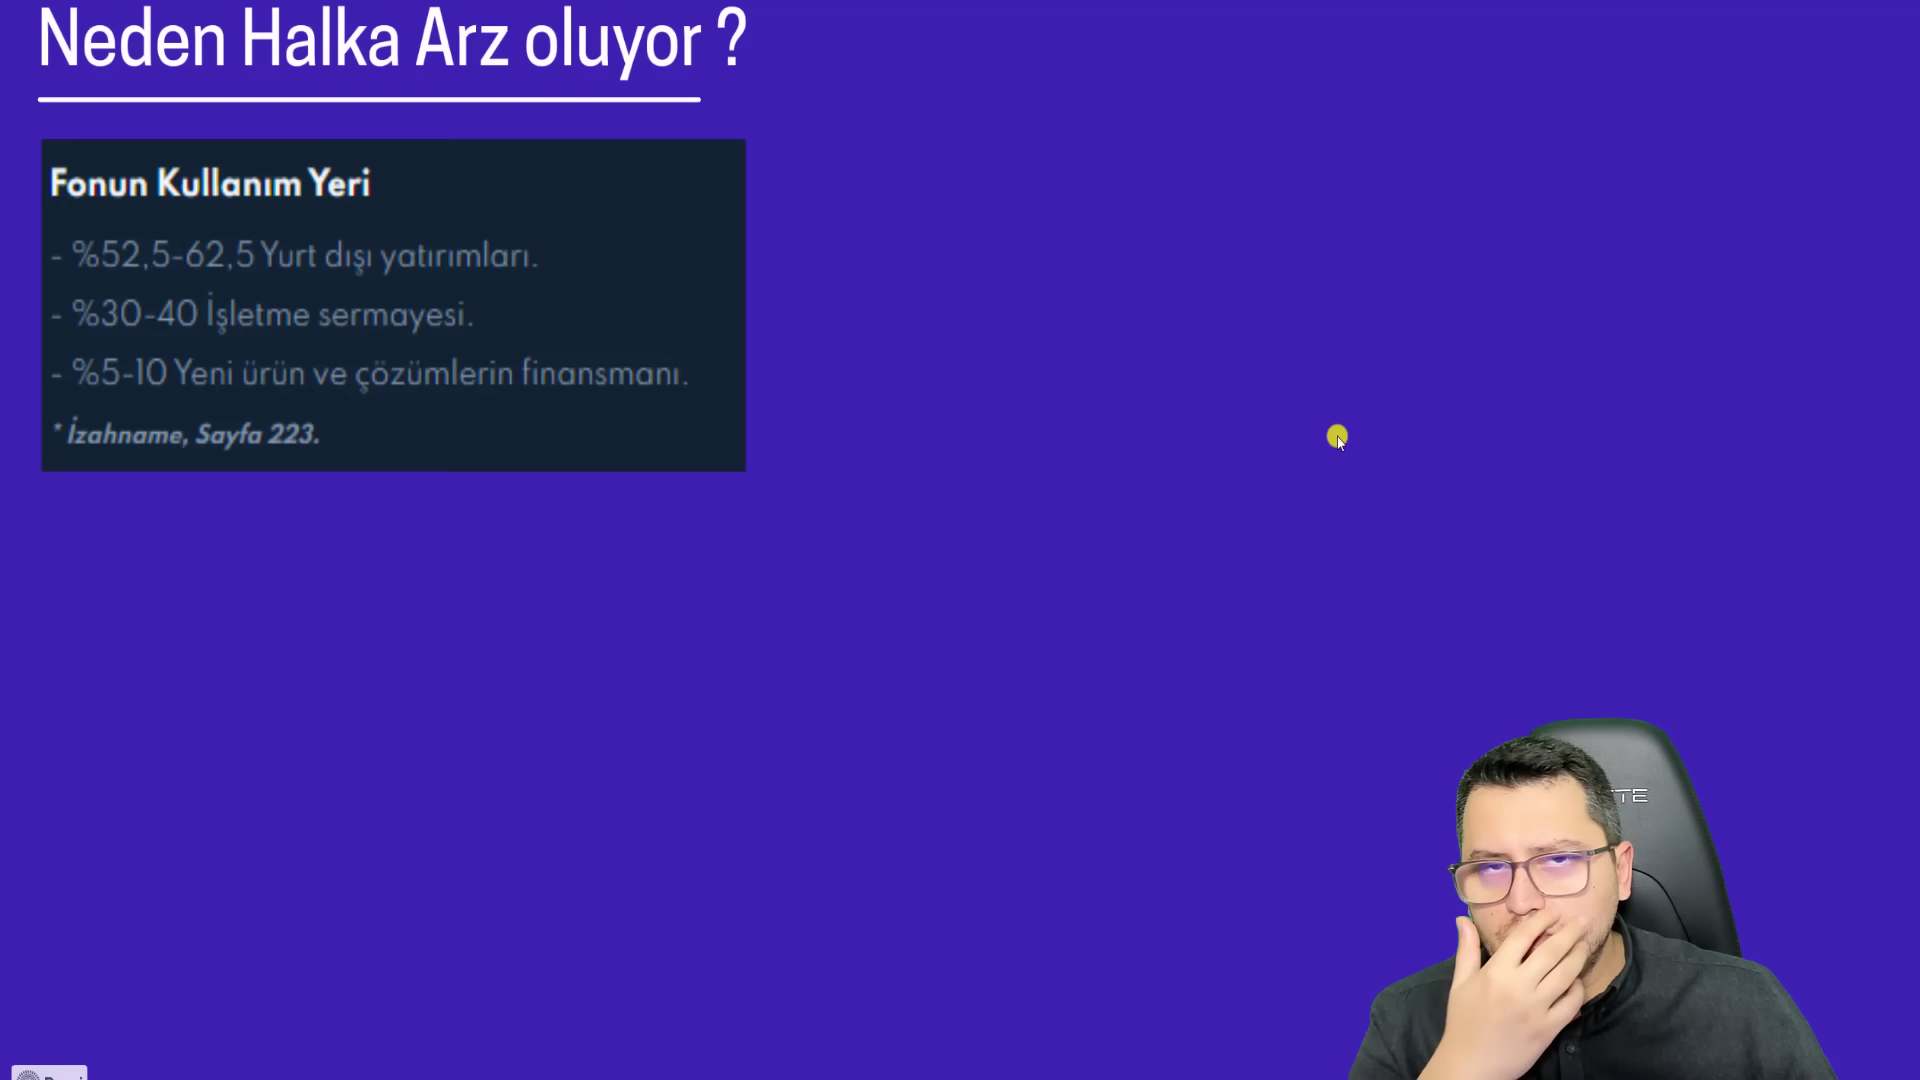 Neden Halka Arz oluyor ?
Fonun Kullanım Yeri
- %52,5-62,5 Yurt dışı yatırımları.
- %30-40 İşletme sermayesi.
- %5-10 Yeni ürün ve çözümlerin finansmanı.
* İzahname, Sayfa 223.